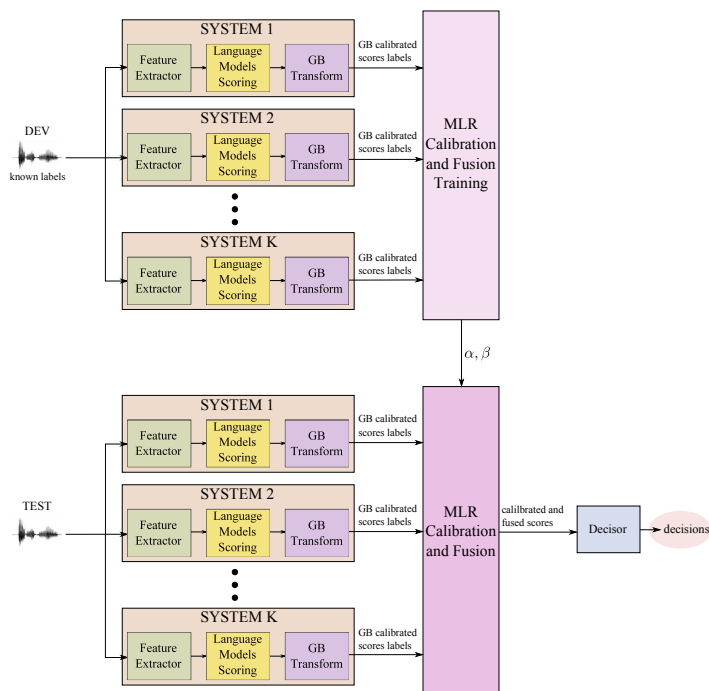 SYSTEM 1
Feature
Extractor
Language
Models
Scoring
GB
Transform
GB calibrated
scores labels
DEV
known labels
SYSTEM 2
Feature
Extractor
Language
Models
Scoring
GB
Transform
GB calibrated
scores labels
SYSTEM K
Feature
Extractor
Language
Models
Scoring
GB
Transform
GB calibrated
scores labels
MLR
Calibration
and Fusion
Training
α, β
SYSTEM 1
Feature
Extractor
Language
Models
Scoring
GB
Transform
GB calibrated
scores labels
TEST
SYSTEM 2
Feature
Extractor
Language
Models
Scoring
GB
Transform
GB calibrated
scores labels
SYSTEM K
Feature
Extractor
Language
Models
Scoring
GB
Transform
GB calibrated
scores labels
MLR
Calibration
and Fusion
calilbrated and
fused scores
Decisor
decisions